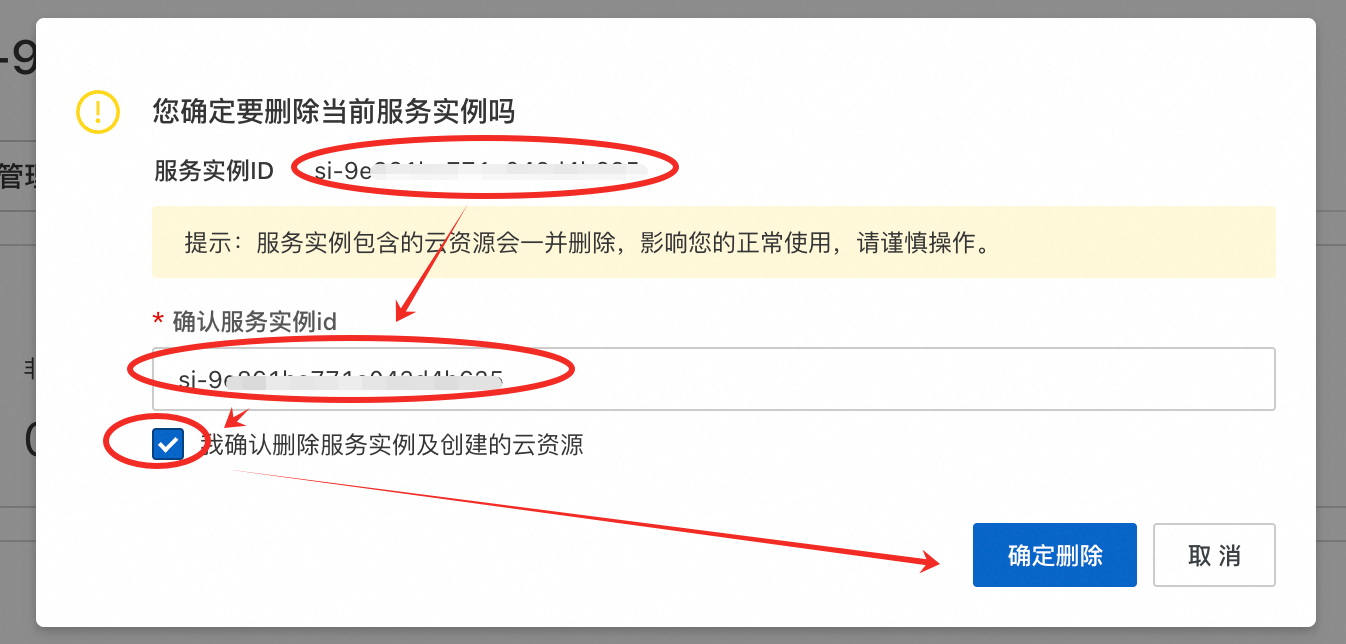 -9
您确定要删除当前服务实例吗
服务实例ID si-9e
管理
提示：服务实例包含的云资源会一并删除，影响您的正常使用，请谨慎操作。
* 确认服务实例id
si-9e
我确认删除服务实例及创建的云资源
确定删除
取 消